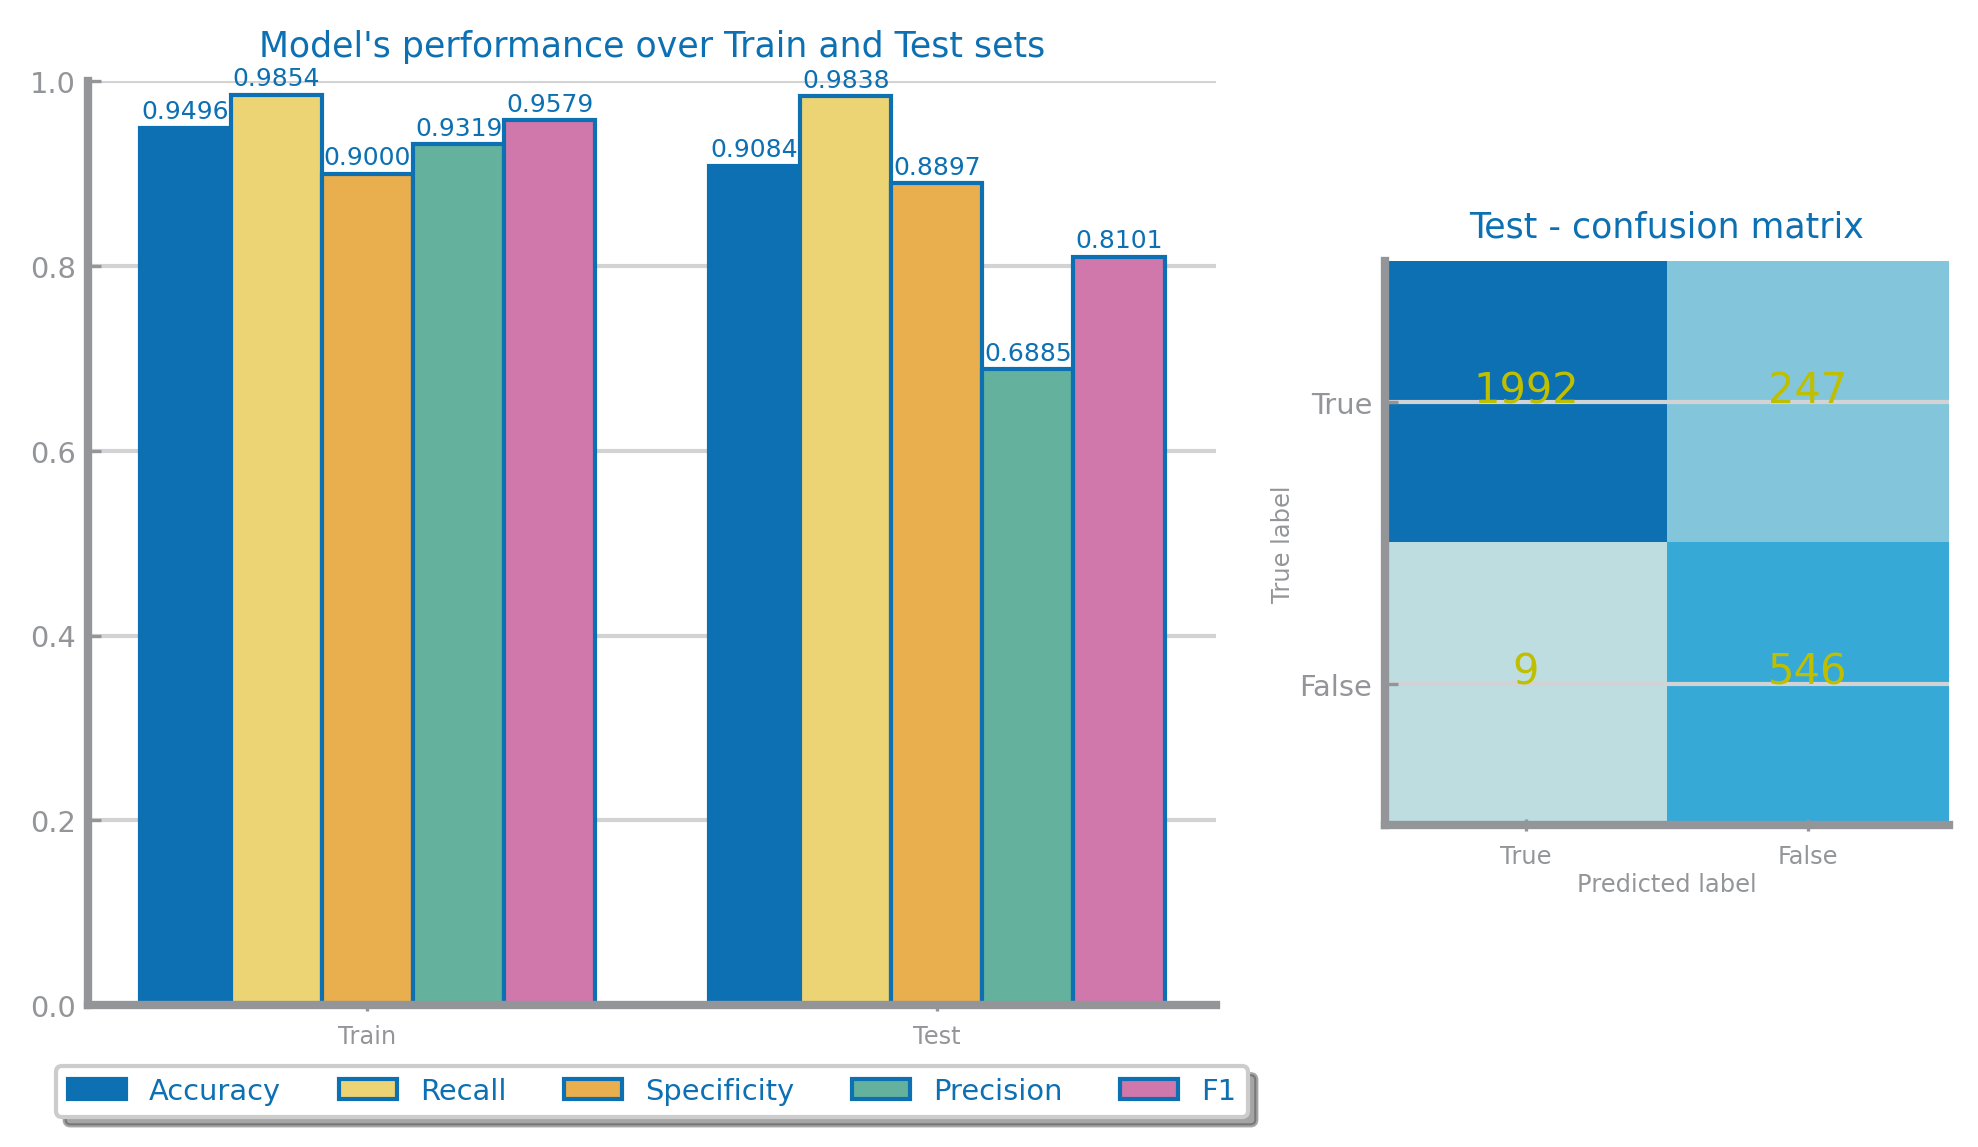 Model's performance over Train and Test sets
1.0
0.8
0.6
0.4
0.2
0.0
0.9496
0.9854
0.9000
0.9319
0.9579
0.9084
0.9838
0.8897
0.6885
0.8101
Train
Test
Accuracy
Recall
Specificity
Precision
F1
Test - confusion matrix
True label
True
False
1992
247
9
546
True
False
Predicted label